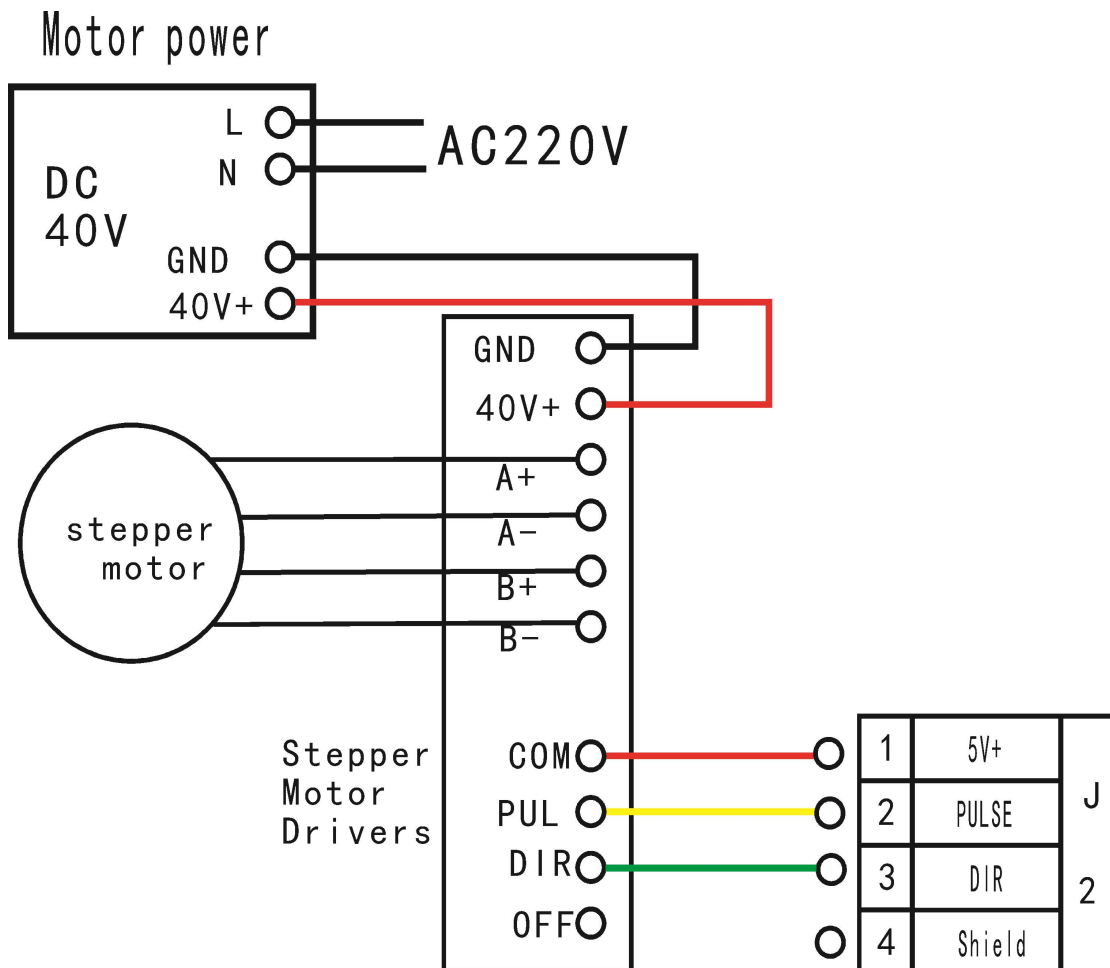 Motor power
L
N
AC220V
DC
40V
GND
40V+
GND
40V+
A+
A-
B+
B-
stepper
motor
Stepper
Motor
Drivers
COM
PUL
DIR
OFF
1 5V+
2 PULSE
3 DIR
4 Shield
J
2